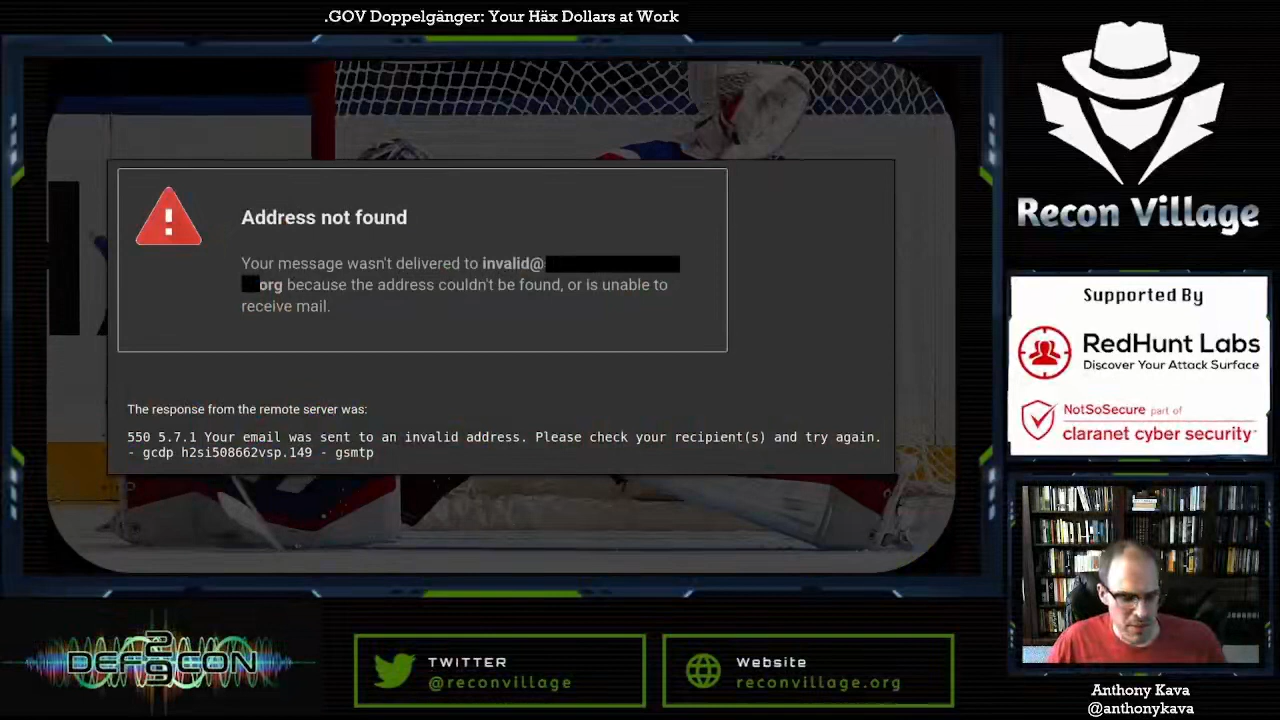 .GOV Doppelgänger: Your Häx Dollars at Work
Address not found
Your message wasn't delivered to invalid@
org because the address couldn't be found, or is unable to
receive mail.
The response from the remote server was:
550 5.7.1 Your email was sent to an invalid address. Please check your recipient(s) and try again.
- gcdp h2si508662vsp.149 - gsmtp
Recon Village
Supported By
RedHunt Labs
Discover Your Attack Surface
NotSoSecure part of
claranet cyber security
DEFCON
29
TWITTER
@reconvillage
Website
reconvillage.org
Anthony Kava
@anthonykava